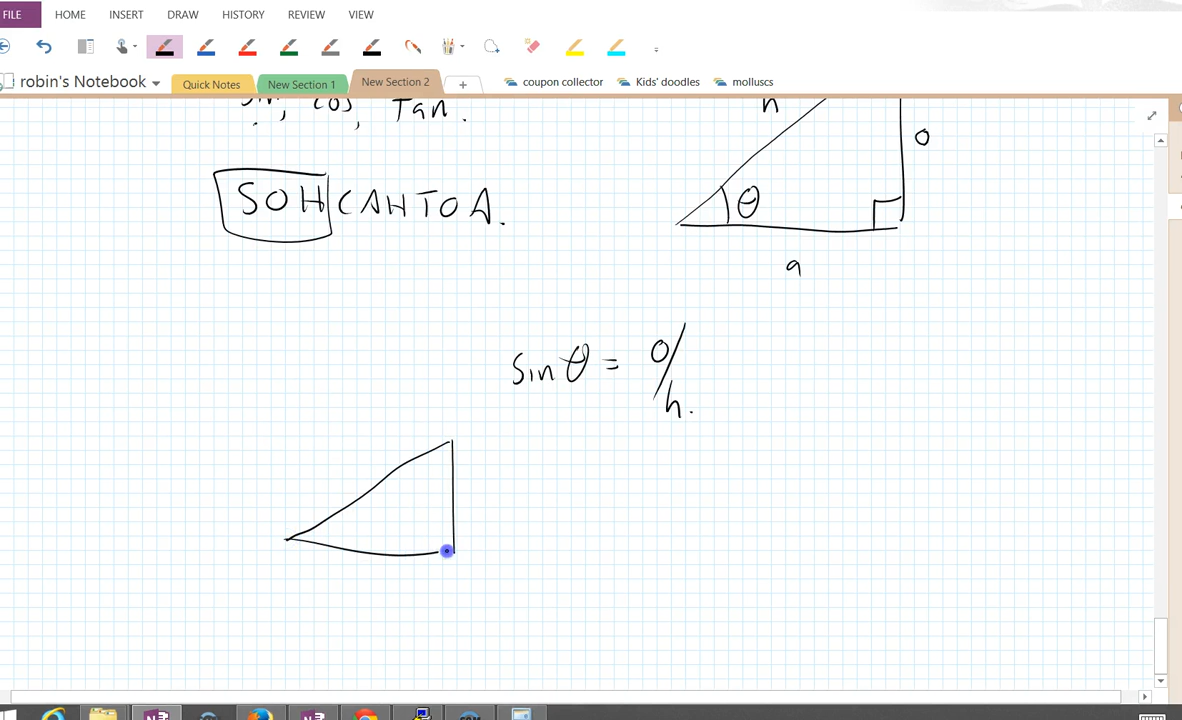 FILE HOME INSERT DRAW HISTORY REVIEW VIEW
robin's Notebook Quick Notes New Section 1 New Section 2 + coupon collector Kids' doodles molluscs
sin, cos, Tan.
h
o
SOHCAHTOA.
θ
a
sin θ = o/h.